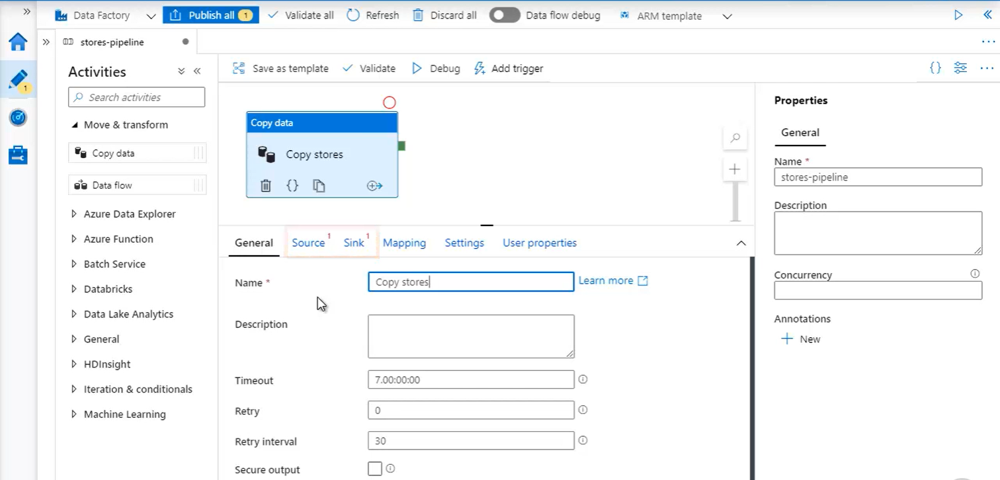 Data Factory Publish all 1 Validate all Refresh Discard all Data flow debug ARM template
stores-pipeline
1
Activities
Search activities
Move & transform
Copy data
Data flow
Azure Data Explorer
Azure Function
Batch Service
Databricks
Data Lake Analytics
General
HDInsight
Iteration & conditionals
Machine Learning
Save as template Validate Debug Add trigger
{}
Copy data
Copy stores
{}
General Source 1 Sink 1 Mapping Settings User properties
Name * Copy stores Learn more
Description
Timeout 7.00:00:00
Retry 0
Retry interval 30
Secure output
Properties
General
Name *
stores-pipeline
Description
Concurrency
Annotations
New